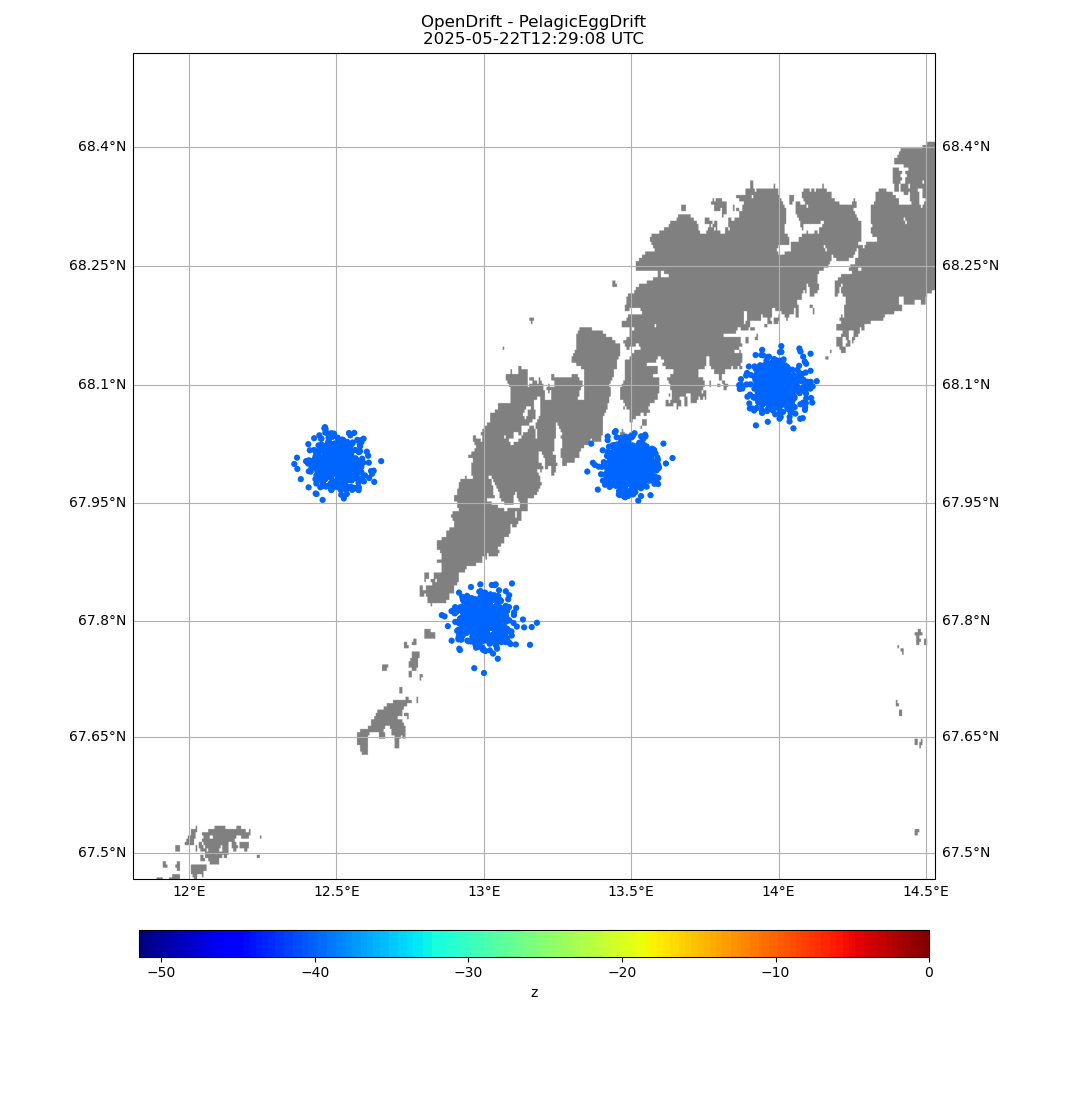 OpenDrift - PelagicEggDrift
2025-05-22T12:29:08 UTC
68.4°N 68.4°N
68.25°N 68.25°N
68.1°N 68.1°N
67.95°N 67.95°N
67.8°N 67.8°N
67.65°N 67.65°N
67.5°N 67.5°N
12°E 12.5°E 13°E 13.5°E 14°E 14.5°E
−50 −40 −30 −20 −10 0
z